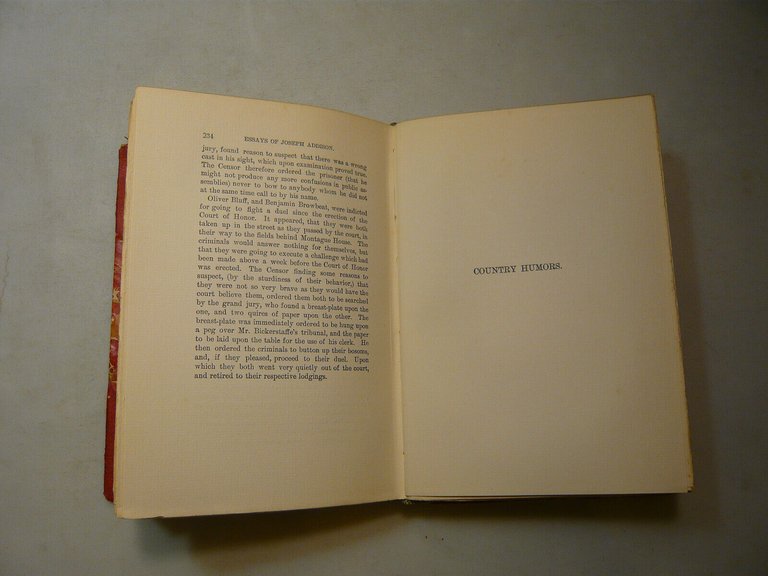 234 ESSAYS OF JOSEPH ADDISON.
jury, found reason to suspect that there was a wrong
cast in his sight, which upon examination proved true.
The Censor therefore ordered the prisoner (that he
might not produce any more confusions in public as-
semblies) never to bow to anybody whom he did not
at the same time call to by his name.
Oliver Bluff, and Benjamin Browbeat, were indicted
for going to fight a duel since the erection of the
Court of Honor. It appeared, that they were both
taken up in the street as they passed by the court, in
their way to the fields behind Montague House. The
criminals would answer nothing for themselves, but
that they were going to execute a challenge which had
been made above a week before the Court of Honor
was erected. The Censor finding some reasons to
suspect, (by the sturdiness of their behavior,) that
they were not so very brave as they would have the
court believe them, ordered them both to be searched
by the grand jury, who found a breast-plate upon the
one, and two quires of paper upon the other. The
breast-plate was immediately ordered to be hung upon
a peg over Mr. Bickerstaffe's tribunal, and the paper
to be laid upon the table for the use of his clerk. He
then ordered the criminals to button up their bosoms,
and, if they pleased, proceed to their duel. Upon
which they both went very quietly out of the court,
and retired to their respective lodgings.
COUNTRY HUMORS.